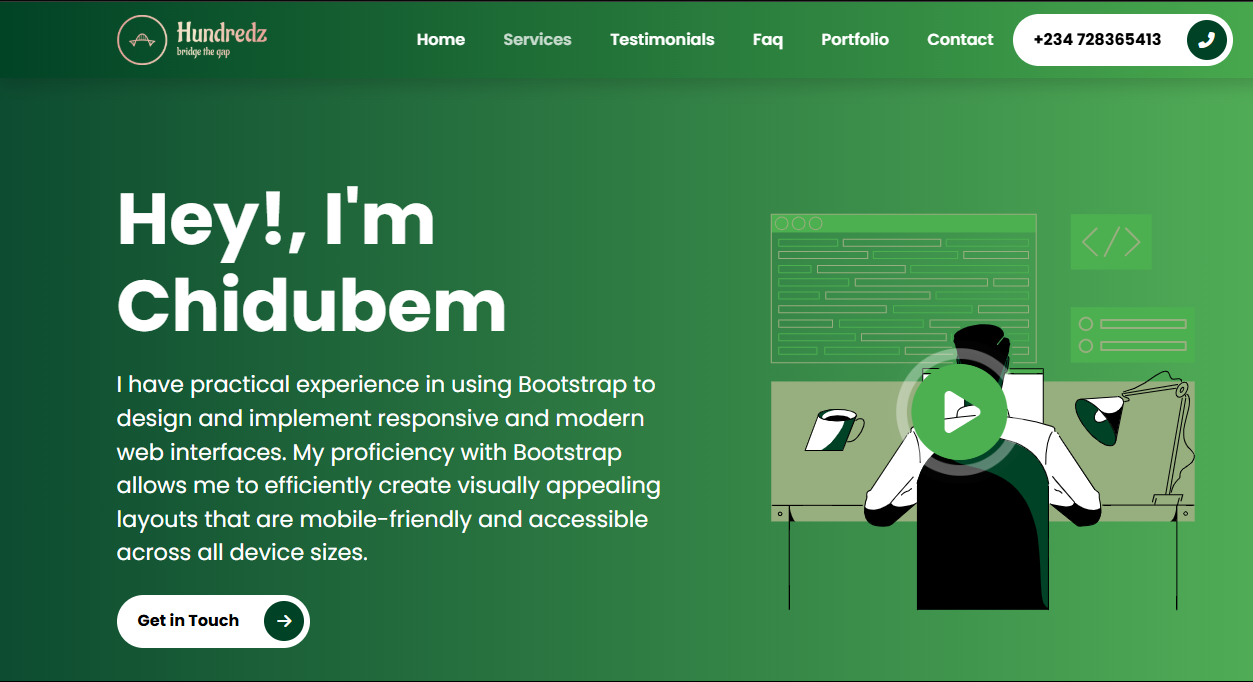 Hundredz
bridge the gap
Home Services Testimonials Faq Portfolio Contact +234 728365413
Hey!, I'm
Chidubem
I have practical experience in using Bootstrap to
design and implement responsive and modern
web interfaces. My proficiency with Bootstrap
allows me to efficiently create visually appealing
layouts that are mobile-friendly and accessible
across all device sizes.
Get in Touch